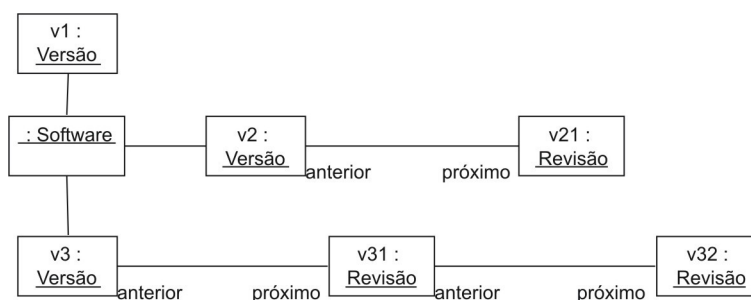 v1 :
Versão
: Software
v2 :
Versão
v21 :
Revisão
anterior
próximo
v3 :
Versão
v31 :
Revisão
v32 :
Revisão
anterior
próximo
anterior
próximo